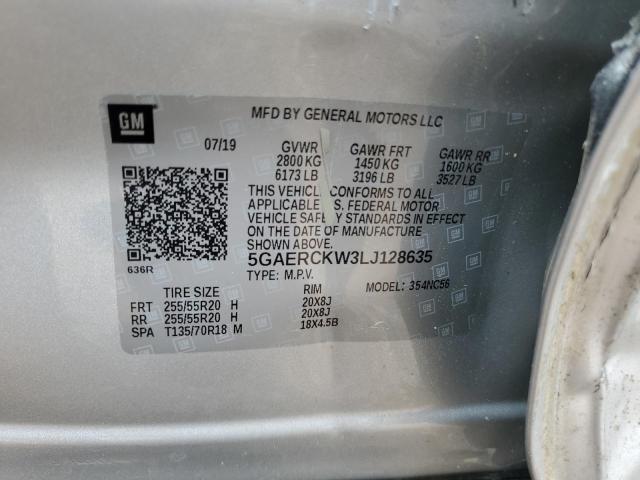 GM
MFD BY GENERAL MOTORS LLC
07/19 GVWR GAWR FRT GAWR RR
2800 KG 1450 KG 1600 KG
6173 LB 3196 LB 3527 LB
THIS VEHICLE CONFORMS TO ALL
APPLICABLE U.S. FEDERAL MOTOR
VEHICLE SAFETY STANDARDS IN EFFECT
ON THE DATE OF MANUFACTURE
SHOWN ABOVE.
636R
5GAERCKW3LJ128635
TYPE: M.P.V. MODEL: 354NC56
TIRE SIZE RIM
FRT 255/55R20 H 20X8J
RR 255/55R20 H 20X8J
SPA T135/70R18 M 18X4.5B